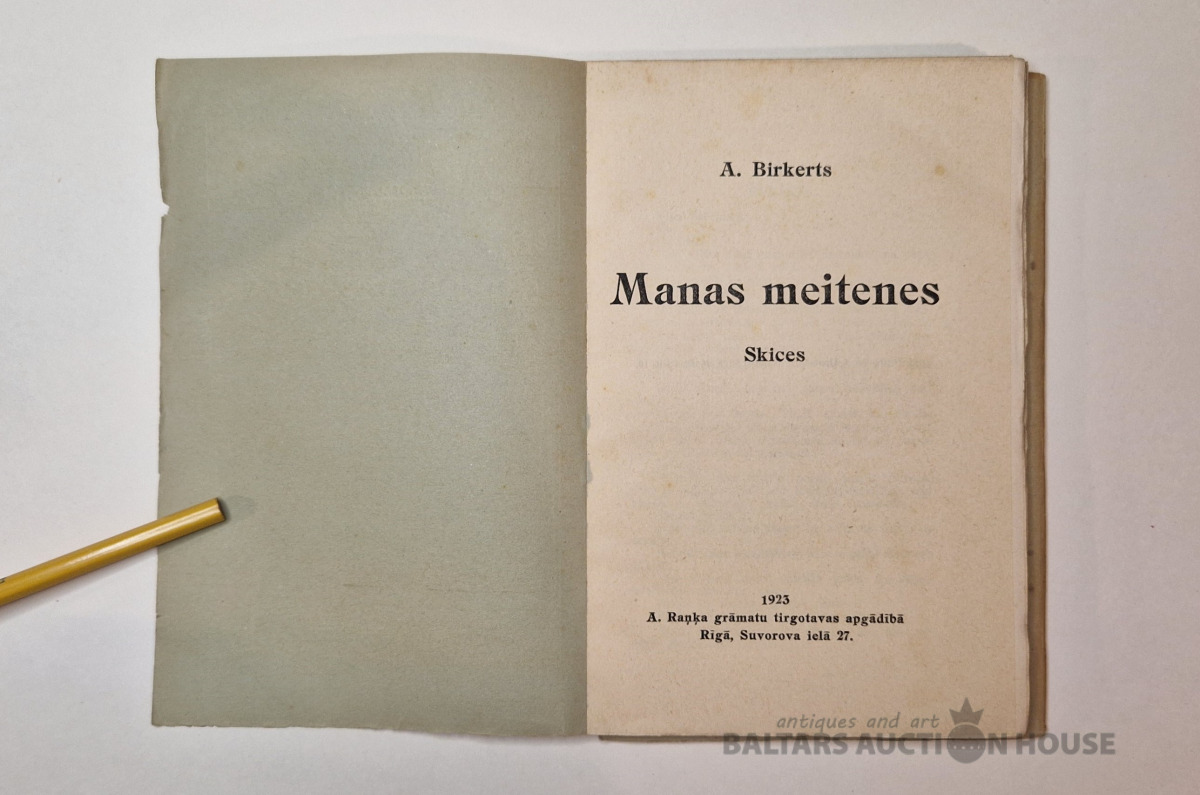 A. Birkerts
Manas meitenes
Skices
1923
A. Raņķa grāmatu tirgotavas apgādībā
Rīgā, Suvorova ielā 27.
antiques and art
BALTARS AUCTION HOUSE